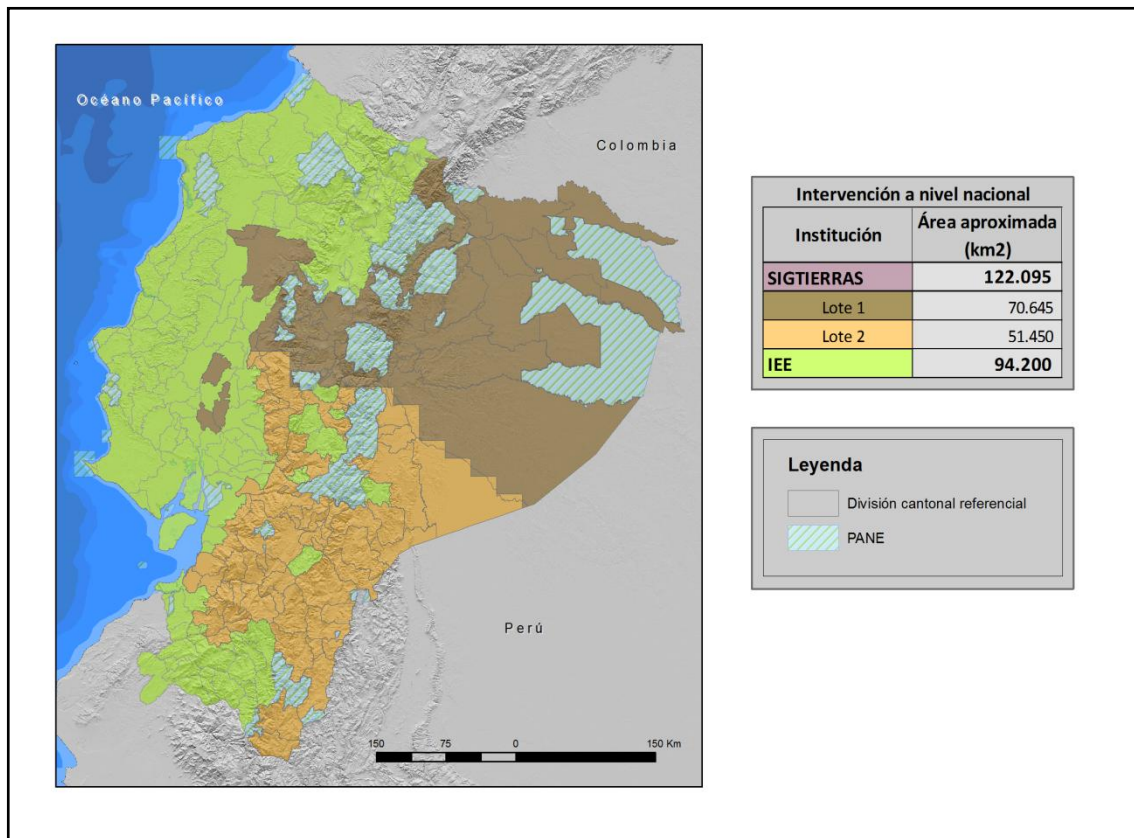 Océano Pacífico
Colombia
Perú
150 75 0 150 Km
Intervención a nivel nacional
Institución Área aproximada
(km2)
SIGTIERRAS 122.095
Lote 1 70.645
Lote 2 51.450
IEE 94.200
Leyenda
División cantonal referencial
PANE